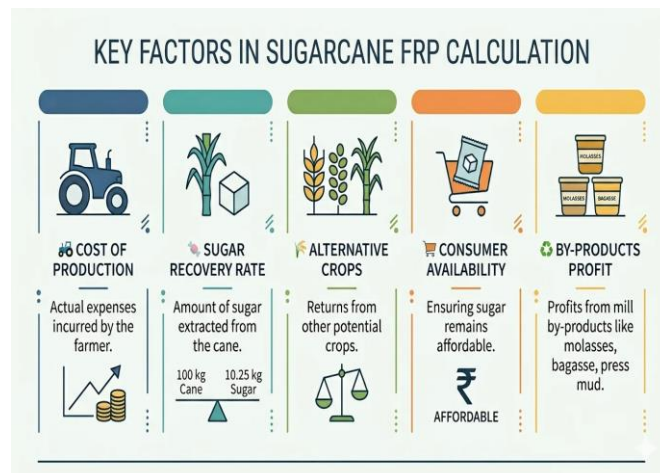 KEY FACTORS IN SUGARCANE FRP CALCULATION
COST OF
PRODUCTION
Actual expenses
incurred by the
farmer.
SUGAR
RECOVERY RATE
Amount of sugar
extracted from
the cane.
100 kg
Cane
10.25 kg
Sugar
ALTERNATIVE
CROPS
Returns from
other potential
crops.
CONSUMER
AVAILABILITY
Ensuring sugar
remains
affordable.
₹
AFFORDABLE
MOLASSES
MOLASSES
BAGASSE
BY-PRODUCTS
PROFIT
Profits from mill
by-products like
molasses,
bagasse, press
mud.